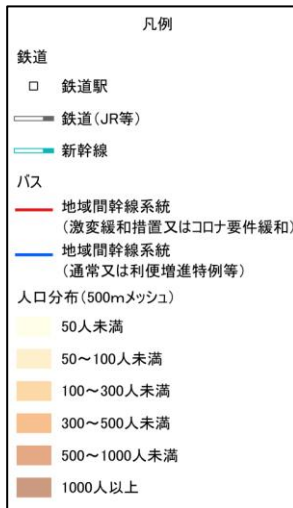 凡例
鉄道
鉄道駅
鉄道(JR等)
新幹線
バス
地域間幹線系統
(激変緩和措置又はコロナ要件緩和)
地域間幹線系統
(通常又は利便増進特例等)
人口分布(500mメッシュ)
50人未満
50～100人未満
100～300人未満
300～500人未満
500～1000人未満
1000人以上